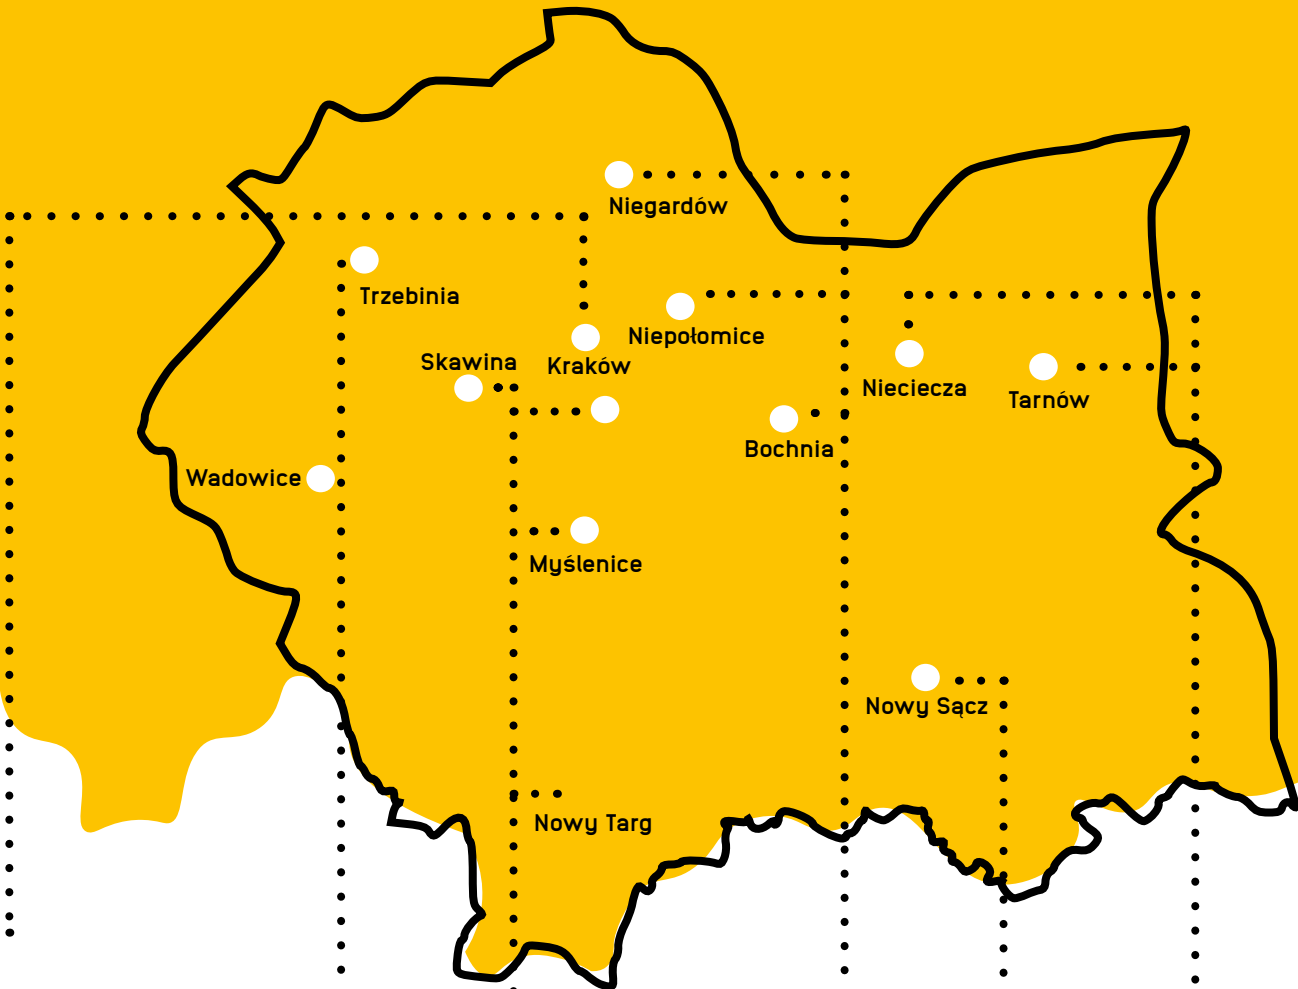 Niegardów
Trzebinia
Niepołomice
Skawina
Kraków
Nieciecza
Tarnów
Bochnia
Wadowice
Myślenice
Nowy Sącz
Nowy Targ